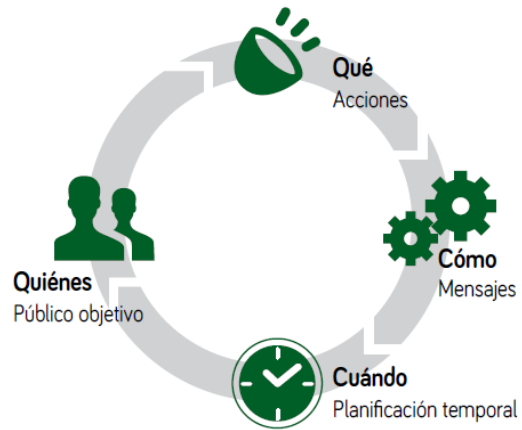 Qué
Acciones
Cómo
Mensajes
Cuándo
Planificación temporal
Quiénes
Público objetivo